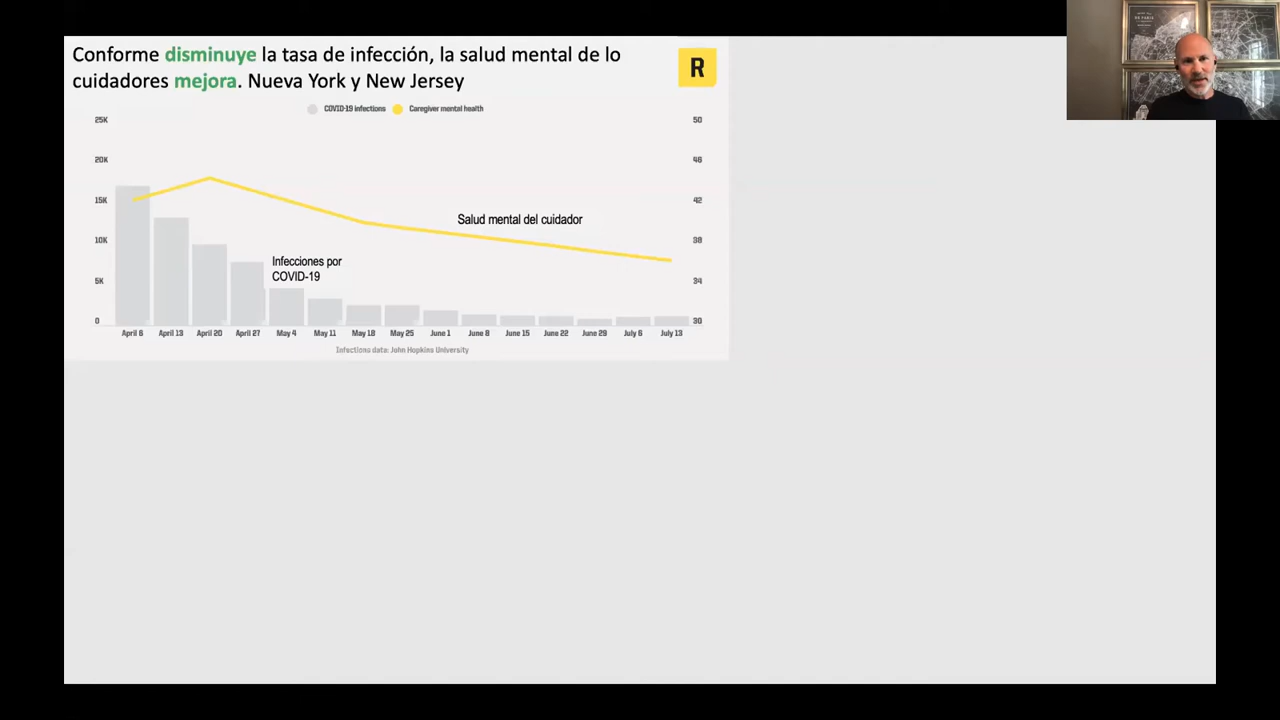 Conforme disminuye la tasa de infección, la salud mental de lo
cuidadores mejora. Nueva York y New Jersey
R
COVID-19 infections
Caregiver mental health
25K
50
20K
46
15K
42
10K
38
5K
34
0
30
Salud mental del cuidador
Infecciones por
COVID-19
April 6 April 13 April 20 April 27 May 4 May 11 May 18 May 25 June 1 June 8 June 15 June 22 June 29 July 6 July 13
Infections data: John Hopkins University